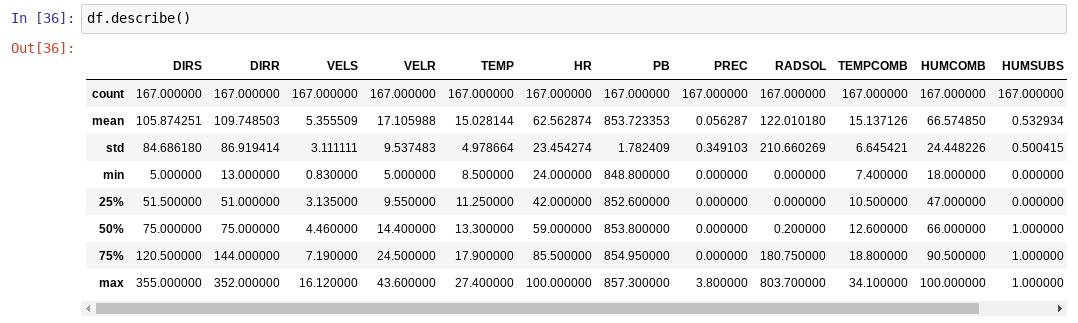 In [36]: df.describe()
Out[36]:
DIRS DIRR VELS VELR TEMP HR PB PREC RADSOL TEMPCOMB HUMCOMB HUMSUBS
count 167.000000 167.000000 167.000000 167.000000 167.000000 167.000000 167.000000 167.000000 167.000000 167.000000 167.000000 167.000000
mean 105.874251 109.748503 5.355509 17.105988 15.028144 62.562874 853.723353 0.056287 122.010180 15.137126 66.574850 0.532934
std 84.686180 86.919414 3.111111 9.537483 4.978664 23.454274 1.782409 0.349103 210.660269 6.645421 24.448226 0.500415
min 5.000000 13.000000 0.830000 5.000000 8.500000 24.000000 848.800000 0.000000 0.000000 7.400000 18.000000 0.000000
25% 51.500000 51.000000 3.135000 9.550000 11.250000 42.000000 852.600000 0.000000 0.000000 10.500000 47.000000 0.000000
50% 75.000000 75.000000 4.460000 14.400000 13.300000 59.000000 853.800000 0.000000 0.200000 12.600000 66.000000 1.000000
75% 120.500000 144.000000 7.190000 24.500000 17.900000 85.500000 854.950000 0.000000 180.750000 18.800000 90.500000 1.000000
max 355.000000 352.000000 16.120000 43.600000 27.400000 100.000000 857.300000 3.800000 803.700000 34.100000 100.000000 1.000000